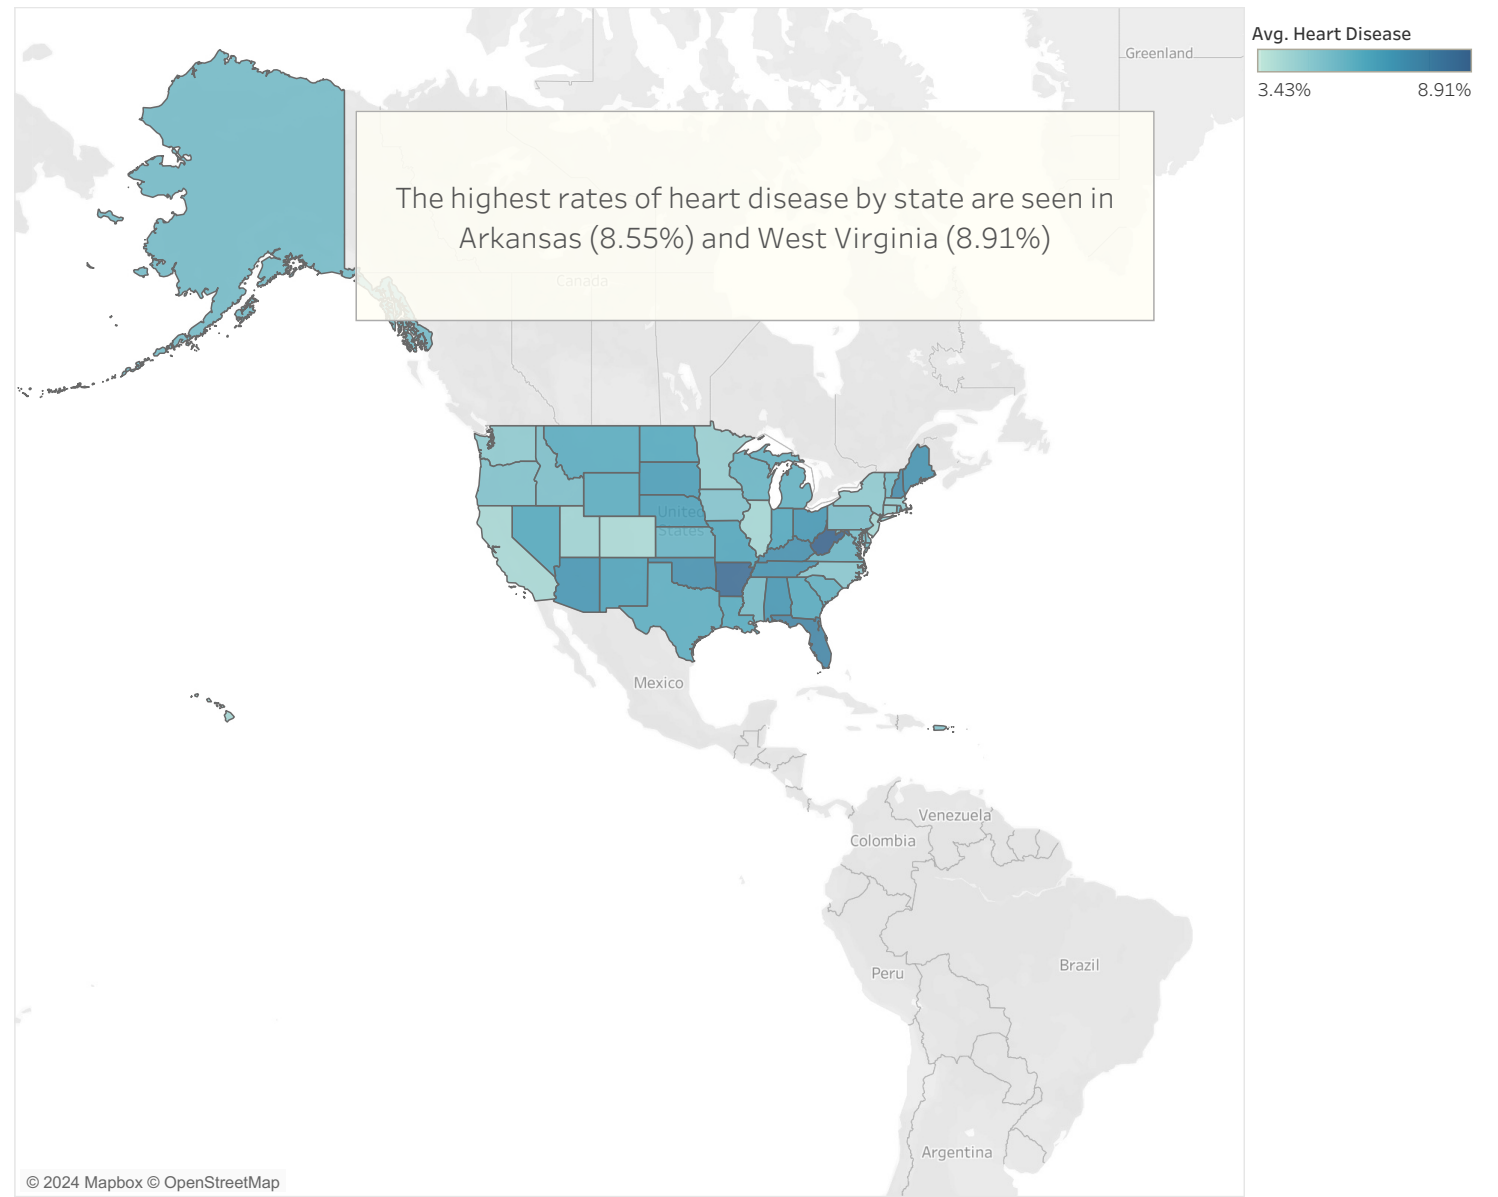 Avg. Heart Disease
3.43% 8.91%
Greenland
The highest rates of heart disease by state are seen in
Arkansas (8.55%) and West Virginia (8.91%)
Canada
United
States
Mexico
Venezuela
Colombia
Brazil
Peru
Argentina
© 2024 Mapbox © OpenStreetMap